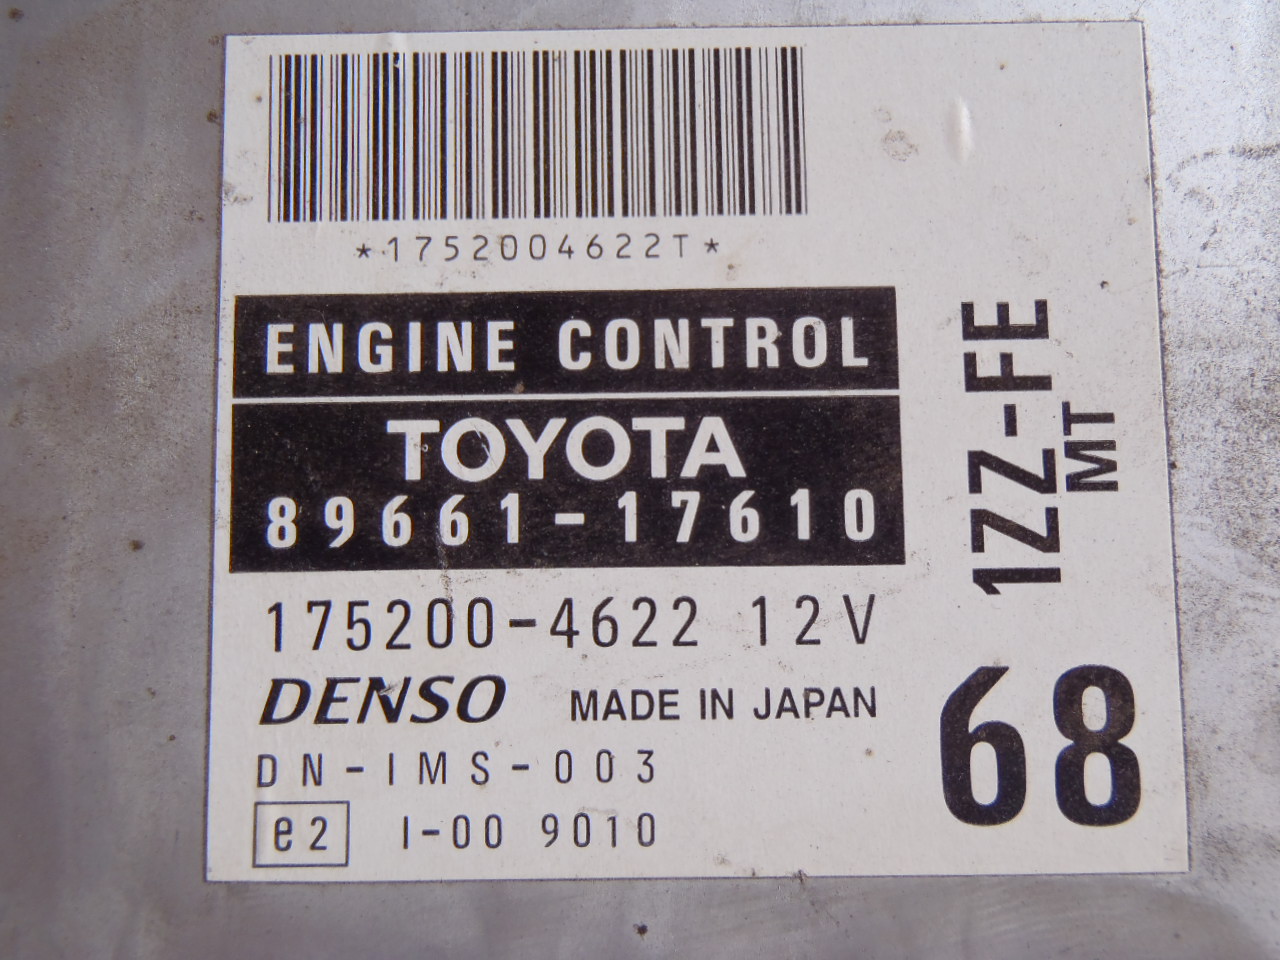 *1752004622T*
ENGINE CONTROL
TOYOTA
89661-17610
175200-4622 12V
DENSO MADE IN JAPAN
DN-IMS-003
e2 I-00 9010
1ZZ-FE
MT
68